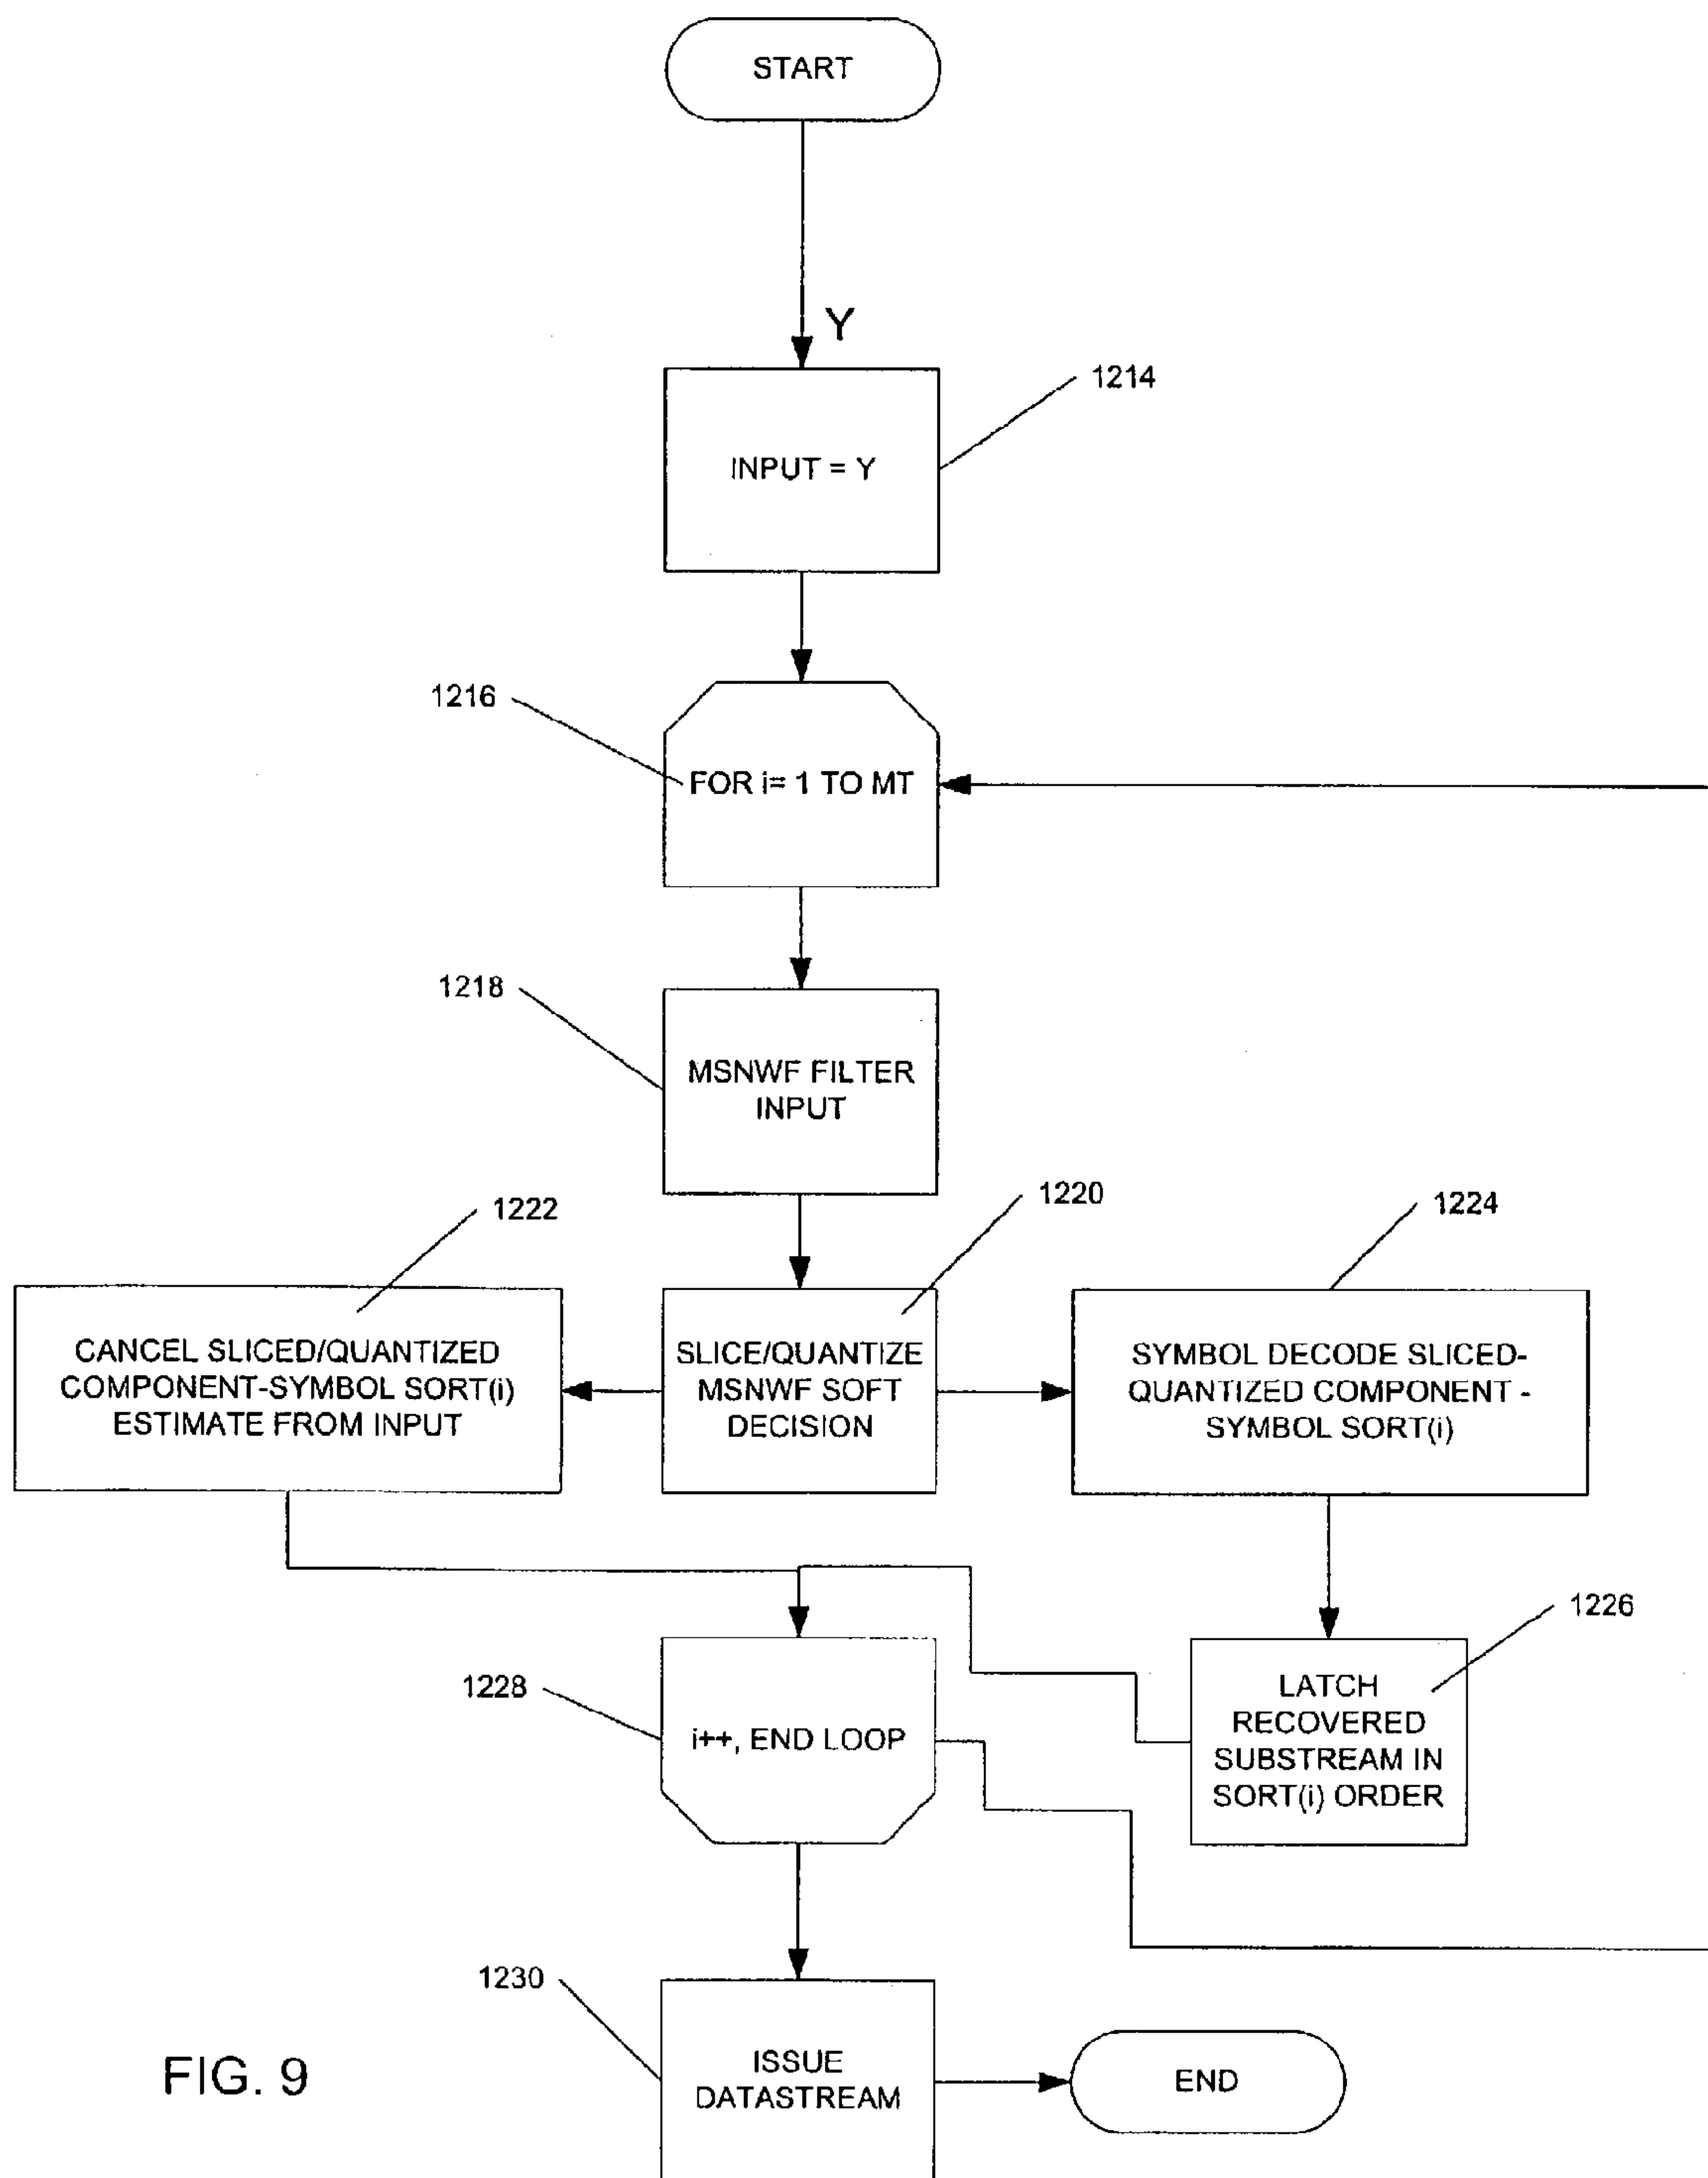 START
Y
INPUT = Y
1214
1216
FOR i= 1 TO MT
1218
MSNWF FILTER
INPUT
1222
1220
1224
CANCEL SLICED/QUANTIZED
COMPONENT-SYMBOL SORT(i)
ESTIMATE FROM INPUT
SLICE/QUANTIZE
MSNWF SOFT
DECISION
SYMBOL DECODE SLICED-
QUANTIZED COMPONENT -
SYMBOL SORT(i)
1226
1228
i++, END LOOP
LATCH
RECOVERED
SUBSTREAM IN
SORT(i) ORDER
1230
ISSUE
DATASTREAM
END
FIG. 9